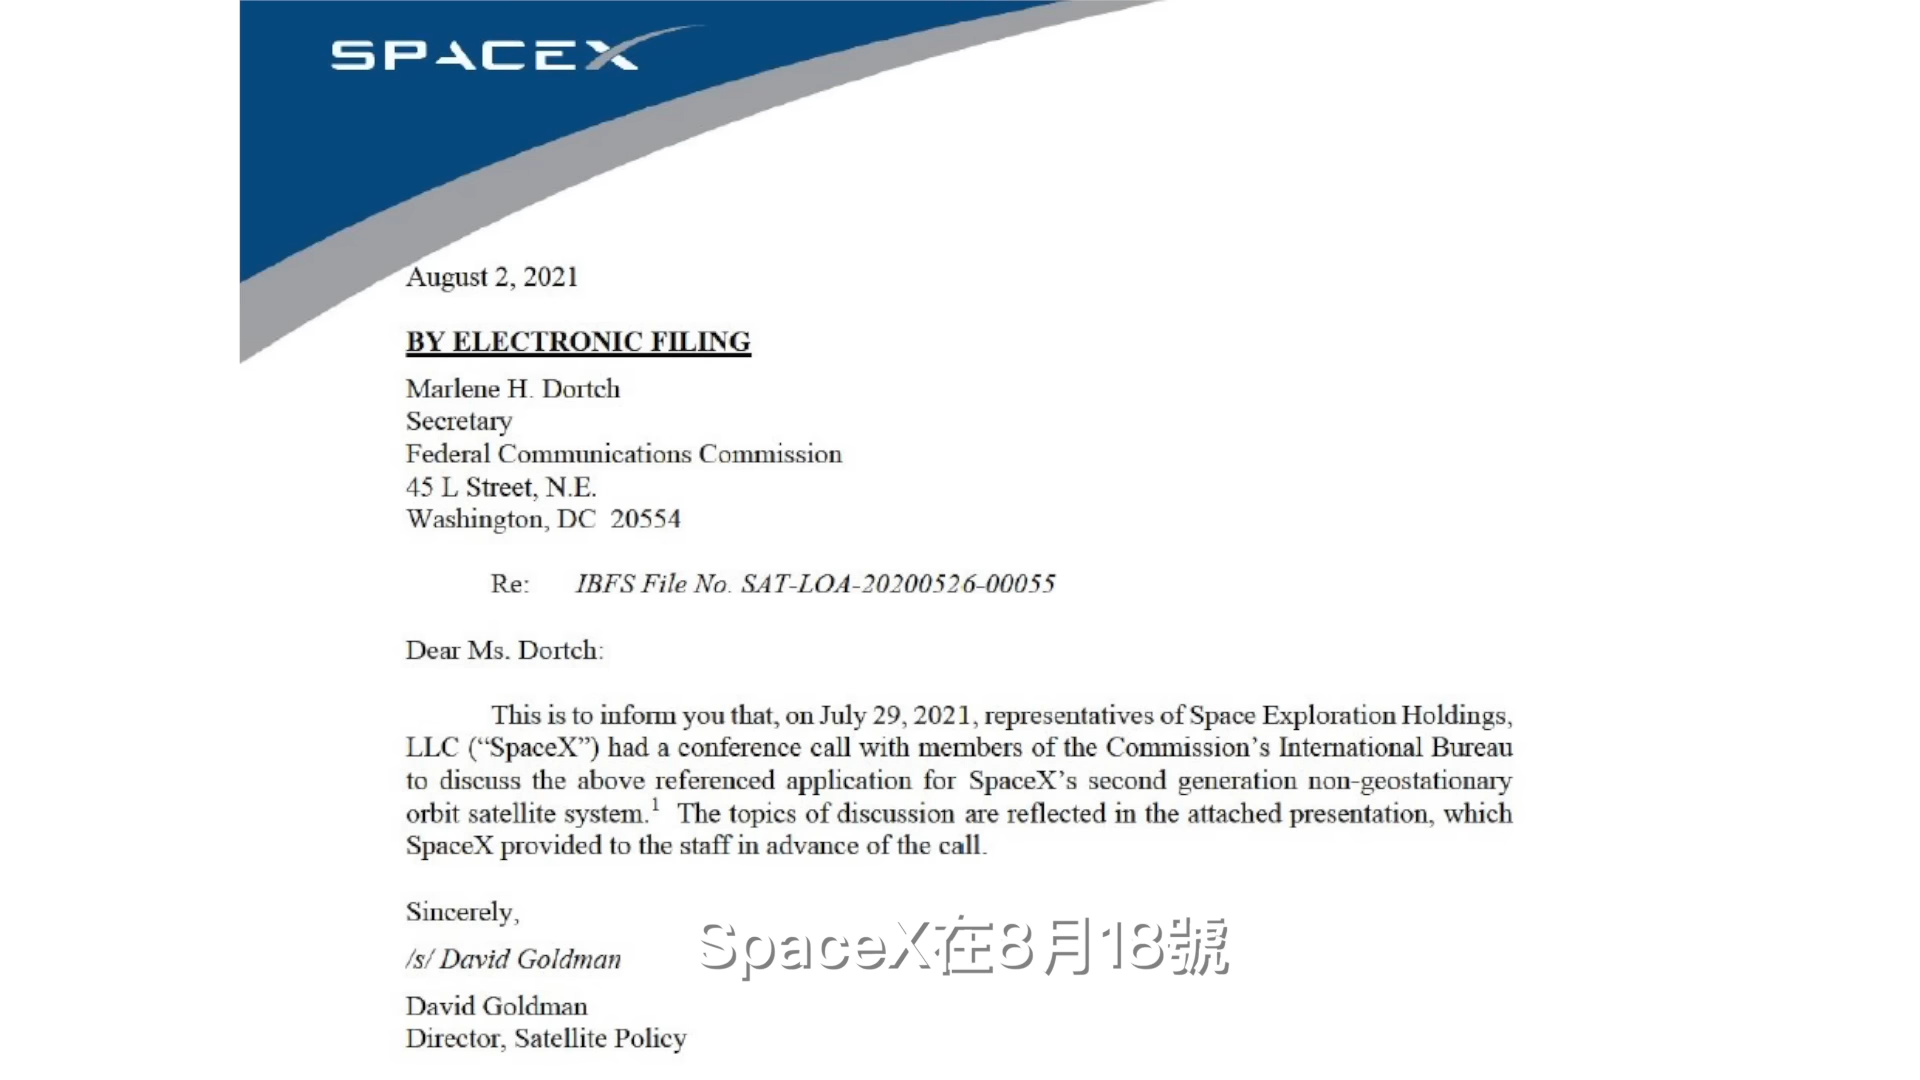 SPACEX
August 2, 2021
BY ELECTRONIC FILING
Marlene H. Dortch
Secretary
Federal Communications Commission
45 L Street, N.E.
Washington, DC 20554
Re: IBFS File No. SAT-LOA-20200526-00055
Dear Ms. Dortch:
This is to inform you that, on July 29, 2021, representatives of Space Exploration Holdings,
LLC (“SpaceX”) had a conference call with members of the Commission’s International Bureau
to discuss the above referenced application for SpaceX’s second generation non-geostationary
orbit satellite system.¹ The topics of discussion are reflected in the attached presentation, which
SpaceX provided to the staff in advance of the call.
Sincerely,
/s/ David Goldman
SpaceX在8月18號
David Goldman
Director, Satellite Policy